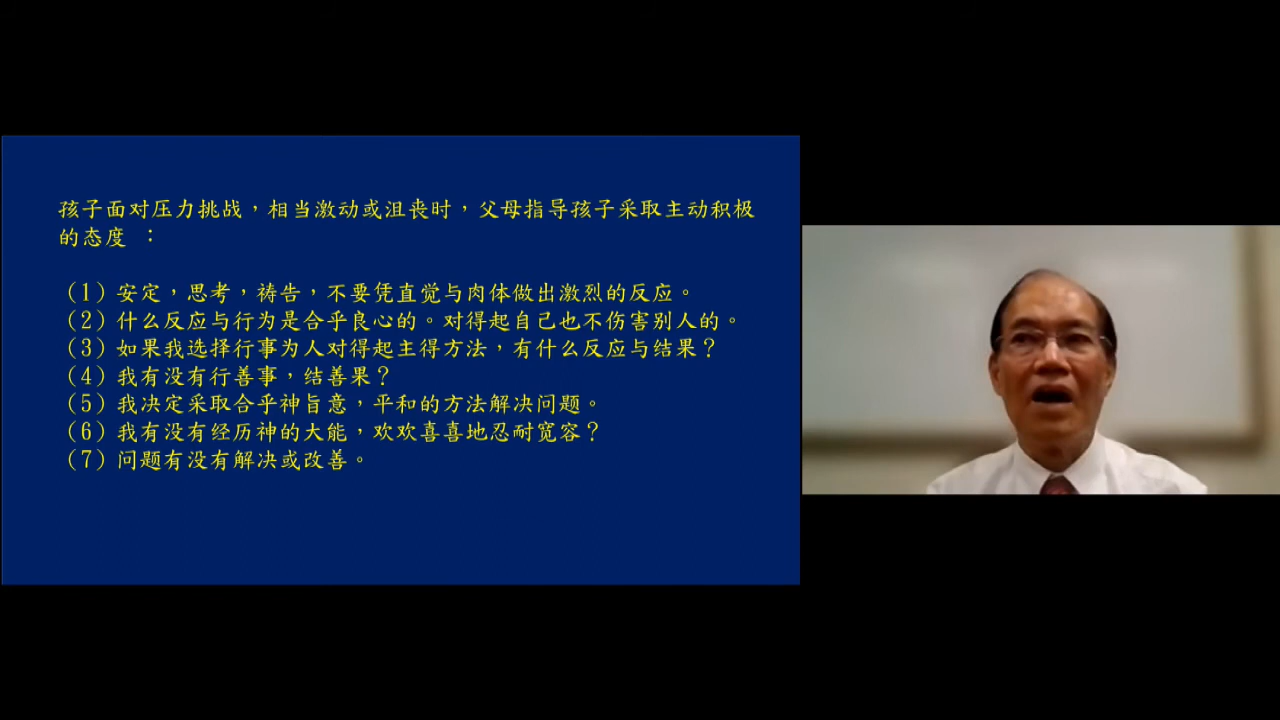 孩子面对压力挑战，相当激动或沮丧时，父母指导孩子采取主动积极
的态度 ：
（1）安定，思考，祷告，不要凭直觉与肉体做出激烈的反应。
（2）什么反应与行为是合乎良心的。对得起自己也不伤害别人的。
（3）如果我选择行事为人对得起主得方法，有什么反应与结果？
（4）我有没有行善事，结善果？
（5）我决定采取合乎神旨意，平和的方法解决问题。
（6）我有没有经历神的大能，欢欢喜喜地忍耐宽容？
（7）问题有没有解决或改善。